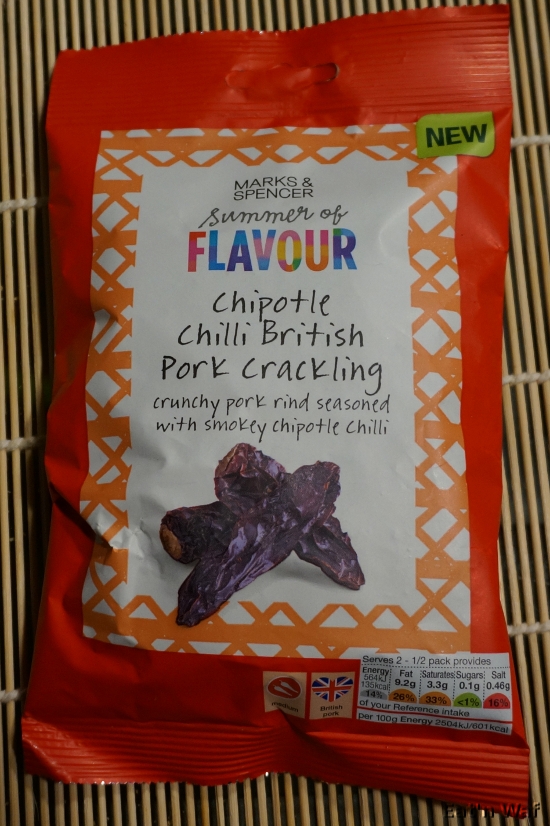 NEW
MARKS &
SPENCER
summer of
FLAVOUR
Chipotle
Chilli British
Pork Crackling
crunchy pork rind seasoned
with smokey chipotle chilli
Serves 2 - 1/2 pack provides
Energy Fat Saturates Sugars Salt
564kJ 9.2g 3.3g 0.1g 0.46g
135kcal
14% 26% 33% <1% 16%
of your Reference intake
per 100g Energy 2504kJ/601kcal
medium
British
pork